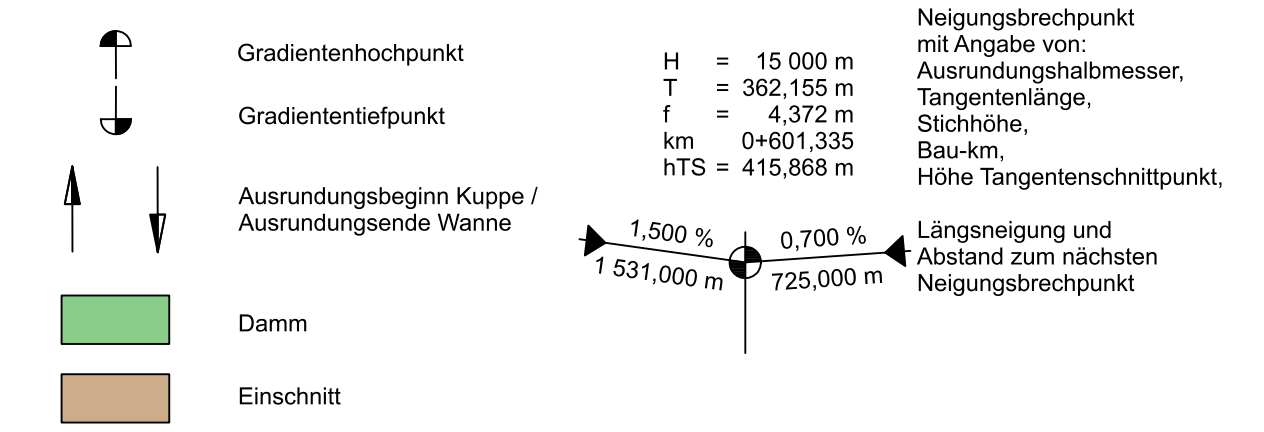 Gradientenhochpunkt
Gradiententiefpunkt
Ausrundungsbeginn Kuppe /
Ausrundungsende Wanne
Damm
Einschnitt
H = 15 000 m
T = 362,155 m
f = 4,372 m
km 0+601,335
hTS = 415,868 m
1,500 %
1 531,000 m
0,700 %
725,000 m
Neigungsbrechpunkt
mit Angabe von:
Ausrundungshalbmesser,
Tangentenlänge,
Stichhöhe,
Bau-km,
Höhe Tangentenschnittpunkt,
Längsneigung und
Abstand zum nächsten
Neigungsbrechpunkt